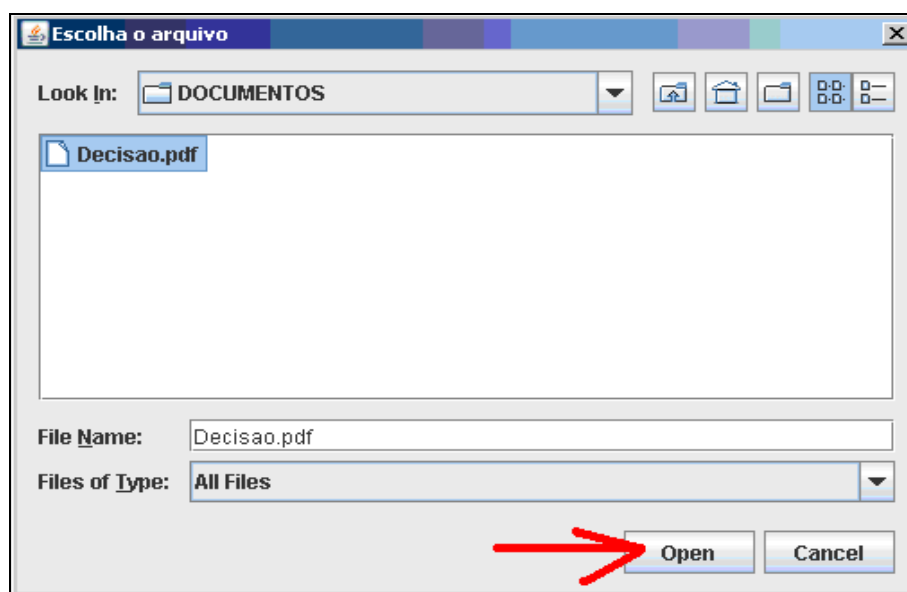 Escolha o arquivo
Look In: DOCUMENTOS
Decisao.pdf
File Name: Decisao.pdf
Files of Type: All Files
Open Cancel